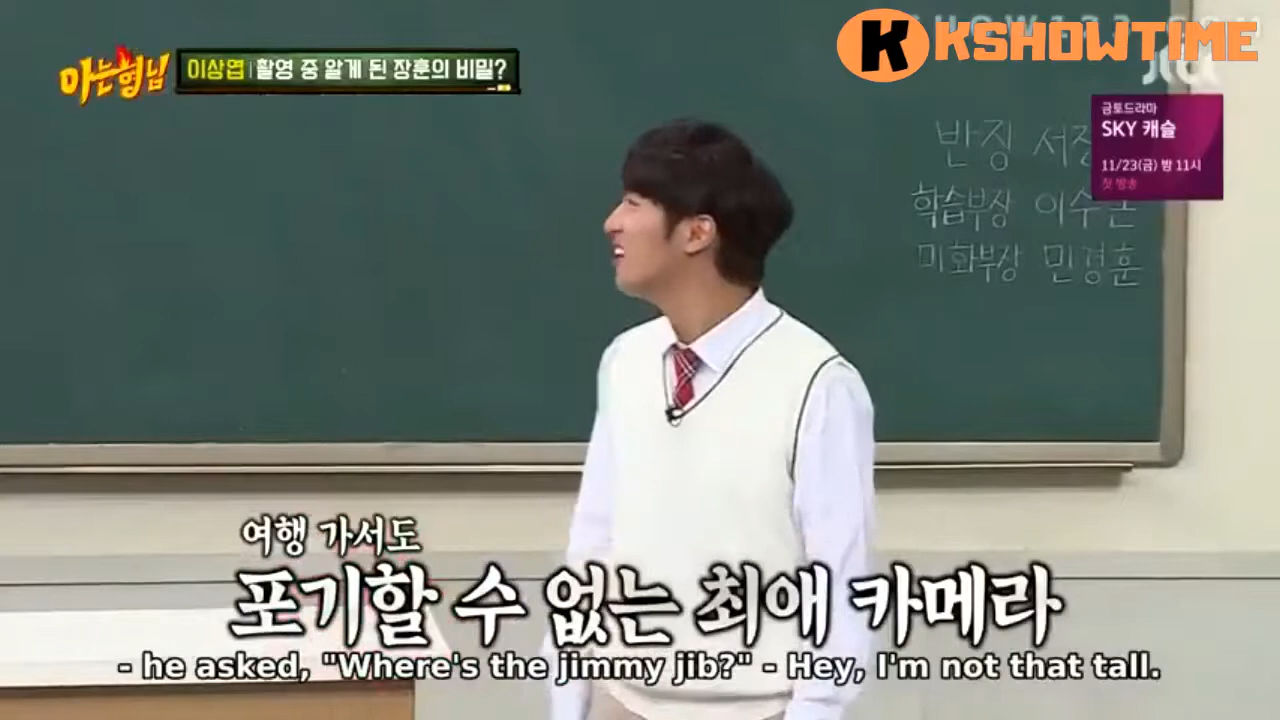 아는형님
이상엽 | 촬영 중 알게 된 장훈의 비밀?
K KSHOWTIME
금토드라마
SKY 캐슬
11/23(금) 밤 11시
첫 방송
반장 서장
학습부장 이수근
미화부장 민경훈
여행 가서도
포기할 수 없는 최애 카메라
- he asked, "Where's the jimmy jib?" - Hey, I'm not that tall.